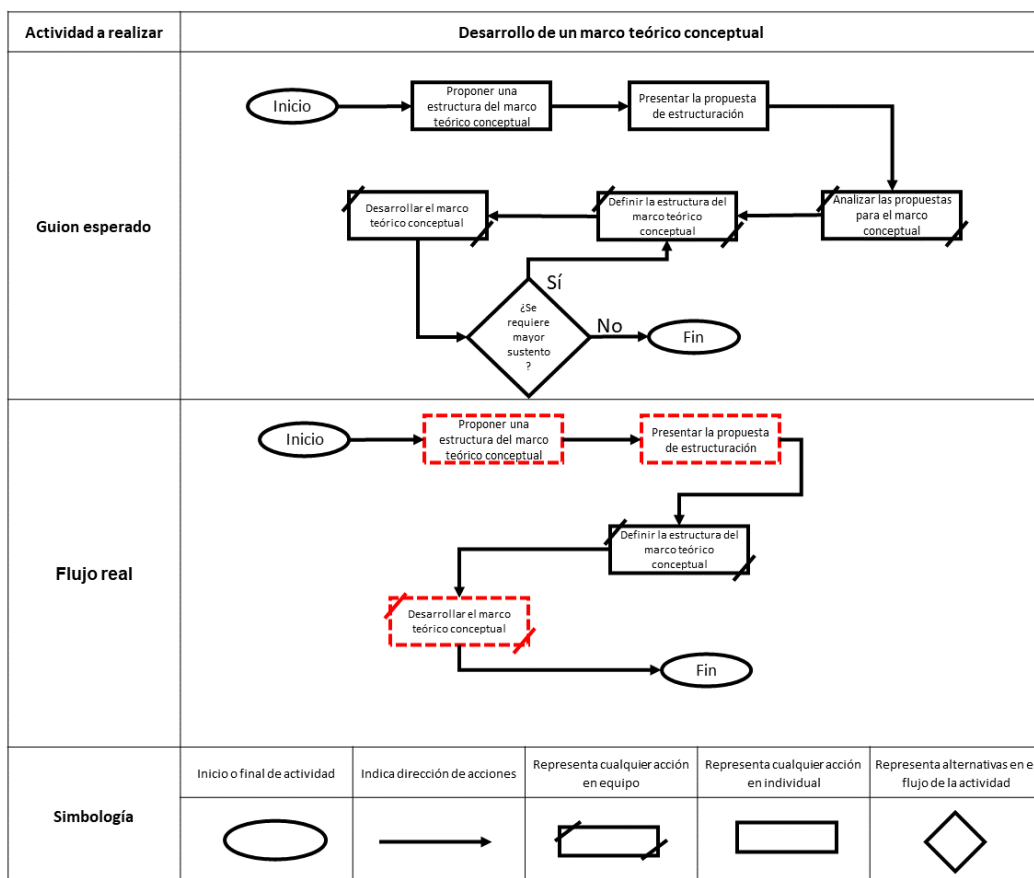 Actividad a realizar
Desarrollo de un marco teórico conceptual
Guion esperado
Inicio
Proponer una
estructura del marco
teórico conceptual
Presentar la propuesta
de estructuración
Analizar las propuestas
para el marco
conceptual
Definir la estructura del
marco teórico
conceptual
Desarrollar el marco
teórico conceptual
¿Se
requiere
mayor
sustento
?
Sí
No
Fin
Flujo real
Inicio
Proponer una
estructura del marco
teórico conceptual
Presentar la propuesta
de estructuración
Definir la estructura del
marco teórico
conceptual
Desarrollar el marco
teórico conceptual
Fin
Simbología
Inicio o final de actividad
Indica dirección de acciones
Representa cualquier acción
en equipo
Representa cualquier acción
en individual
Representa alternativas en e
flujo de la actividad